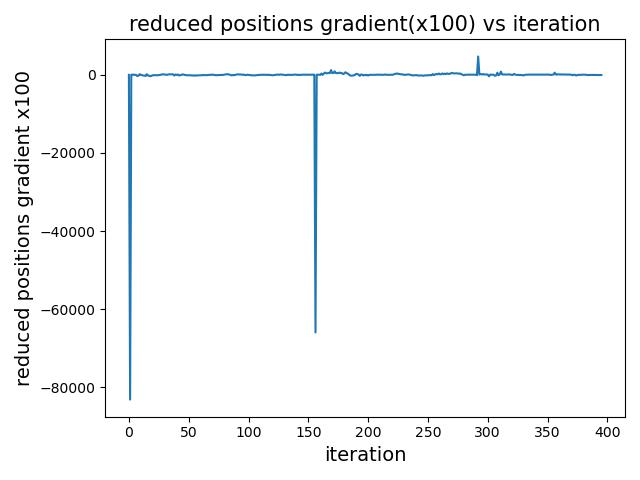 reduced positions gradient(x100) vs iteration
reduced positions gradient x100
0
−20000
−40000
−60000
−80000
0 50 100 150 200 250 300 350 400
iteration